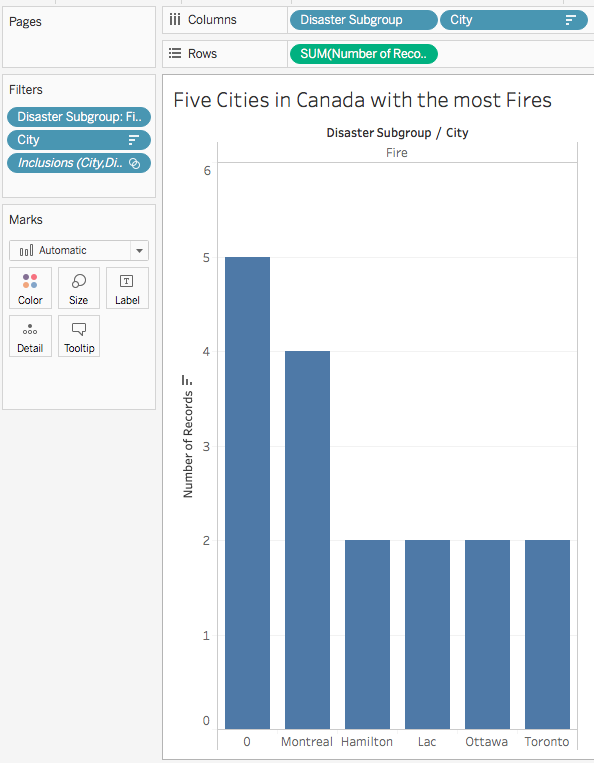 Pages
Columns
Disaster Subgroup
City
Rows
SUM(Number of Reco..
Filters
Disaster Subgroup: Fi..
City
Inclusions (City,Di..
Marks
Automatic
Color
Size
Label
Detail
Tooltip
Five Cities in Canada with the most Fires
Disaster Subgroup / City
Fire
Number of Records
6
5
4
3
2
1
0
0 Montreal Hamilton Lac Ottawa Toronto